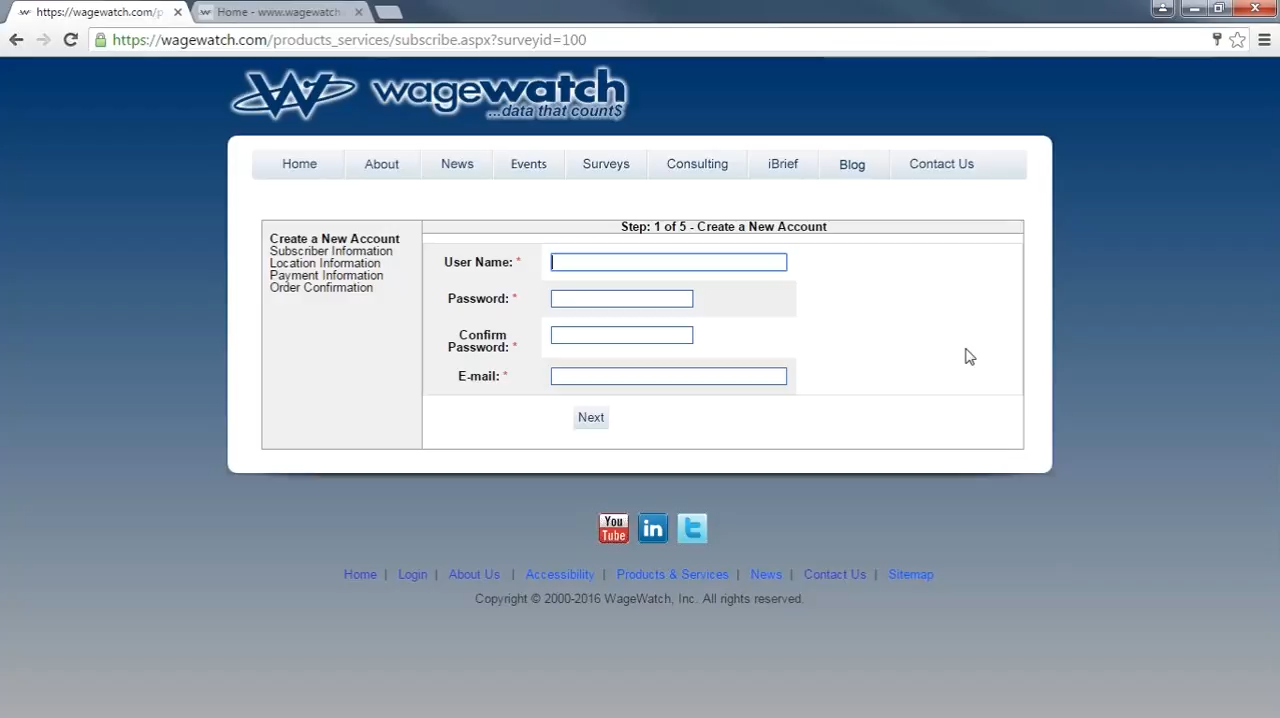 https://wagewatch.com/p
Home - www.wagewatch
https://wagewatch.com/products_services/subscribe.aspx?surveyid=100
W wagewatch
...data that count$
Home About News Events Surveys Consulting iBrief Blog Contact Us
Step: 1 of 5 - Create a New Account
Create a New Account
Subscriber Information
Location Information
Payment Information
Order Confirmation
User Name: *
Password: *
Confirm
Password: *
E-mail: *
Next
You
Tube
in
t
Home | Login | About Us | Accessibility | Products & Services | News | Contact Us | Sitemap
Copyright © 2000-2016 WageWatch, Inc. All rights reserved.